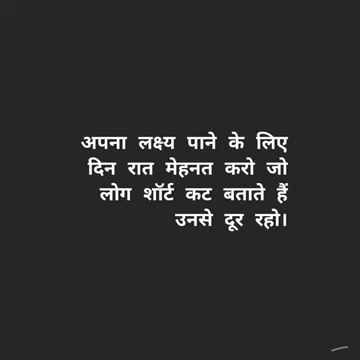 अपना लक्ष्य पाने के लिए
दिन रात मेहनत करो जो
लोग शॉर्ट कट बताते हैं
उनसे दूर रहो।